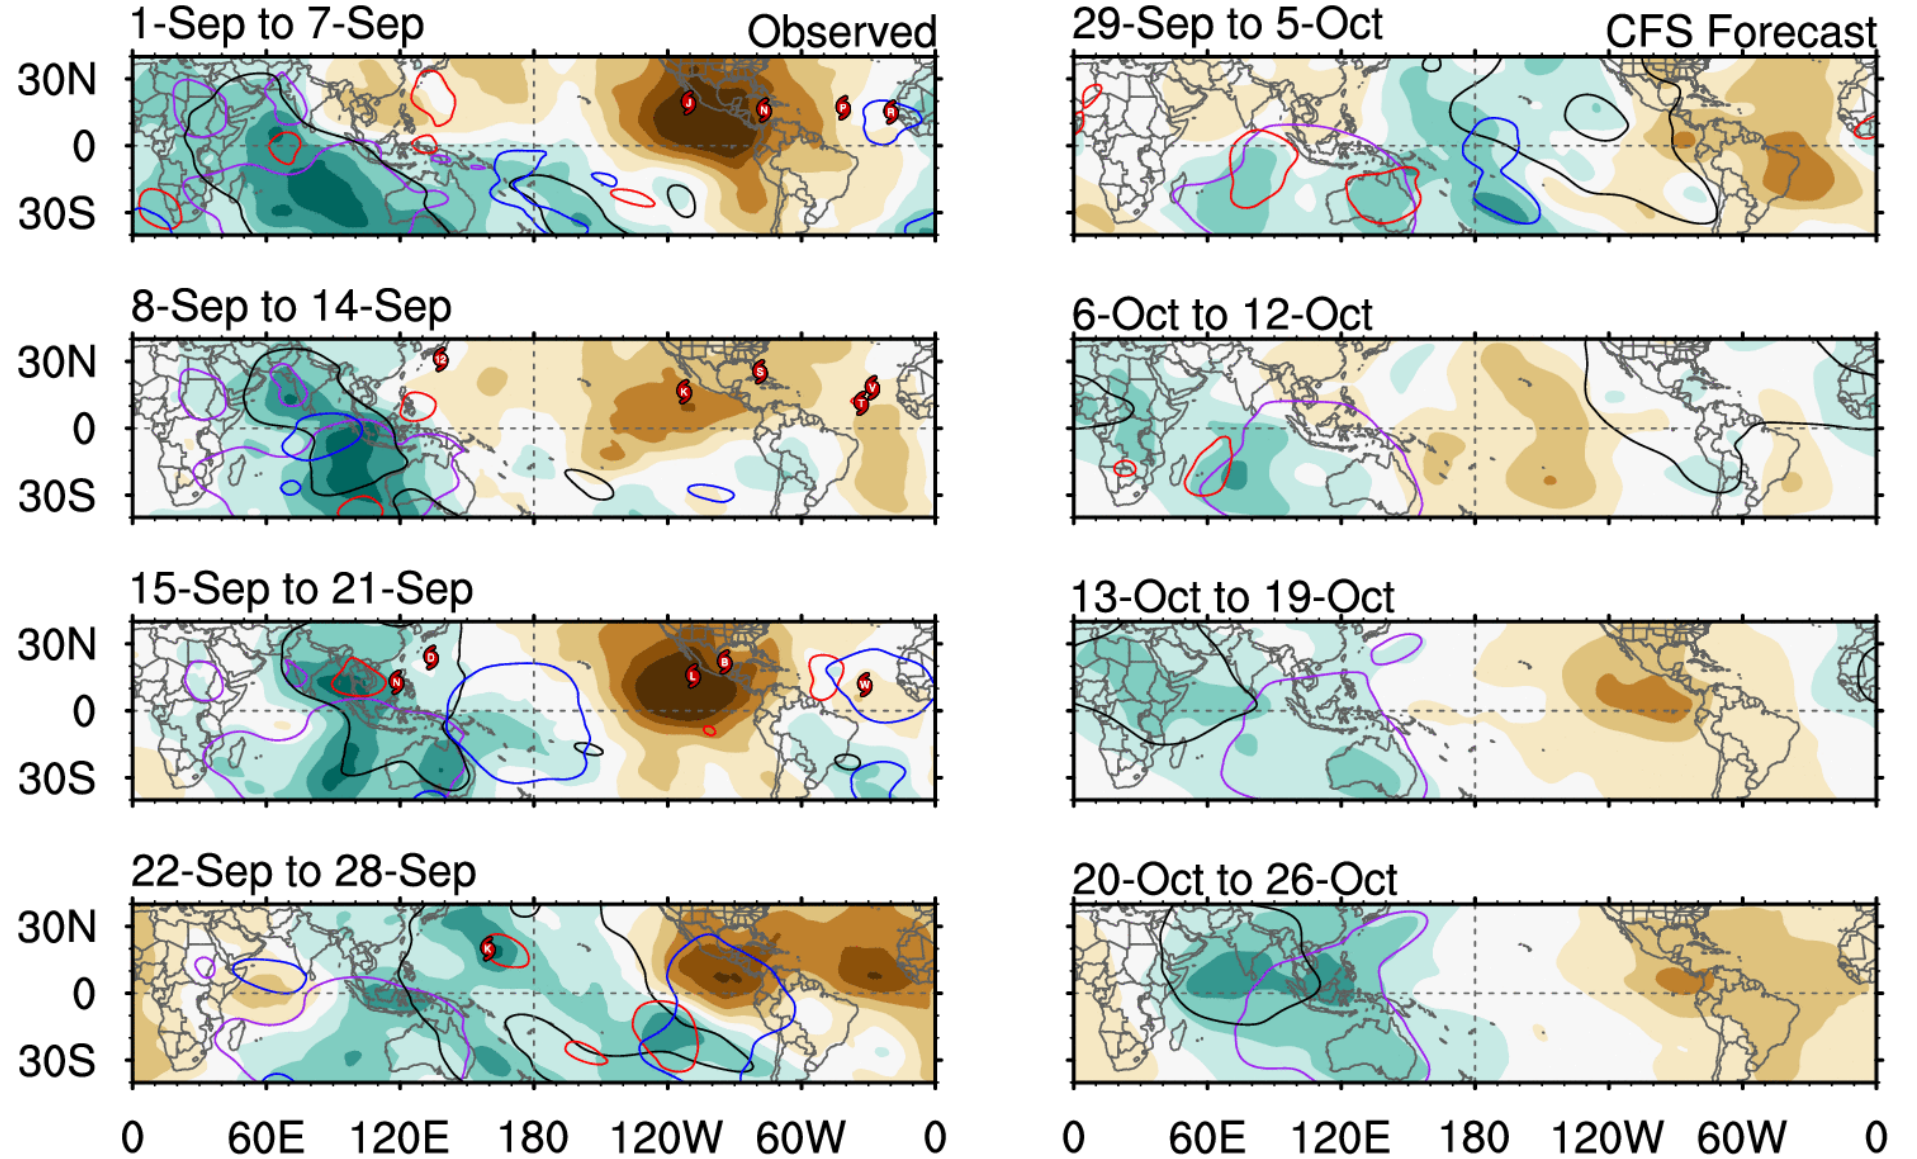 1-Sep to 7-Sep
Observed
30N
0
30S
J
N
P
R
8-Sep to 14-Sep
30N
0
30S
12
K
S
V
T
15-Sep to 21-Sep
30N
0
30S
D
N
L
B
W
22-Sep to 28-Sep
30N
0
30S
K
0 60E 120E 180 120W 60W 0
29-Sep to 5-Oct
CFS Forecast
6-Oct to 12-Oct
13-Oct to 19-Oct
20-Oct to 26-Oct
0 60E 120E 180 120W 60W 0